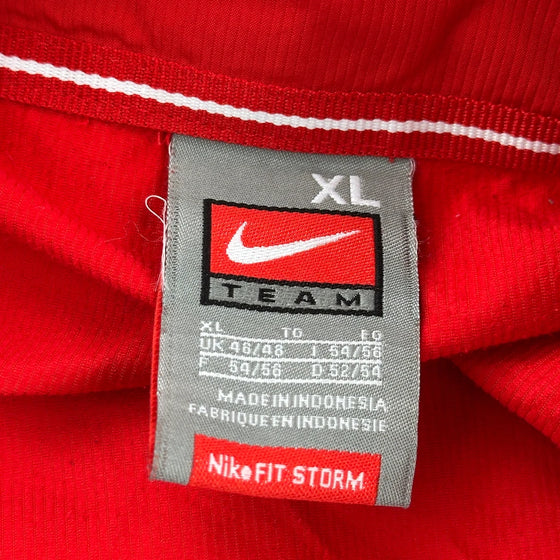 XL
TEAM
XL TG EG
UK 46/48 I 54/56
F 54/56 D 52/54
MADE IN INDONESIA
FABRIQUE EN INDONESIE
Nike FIT STORM